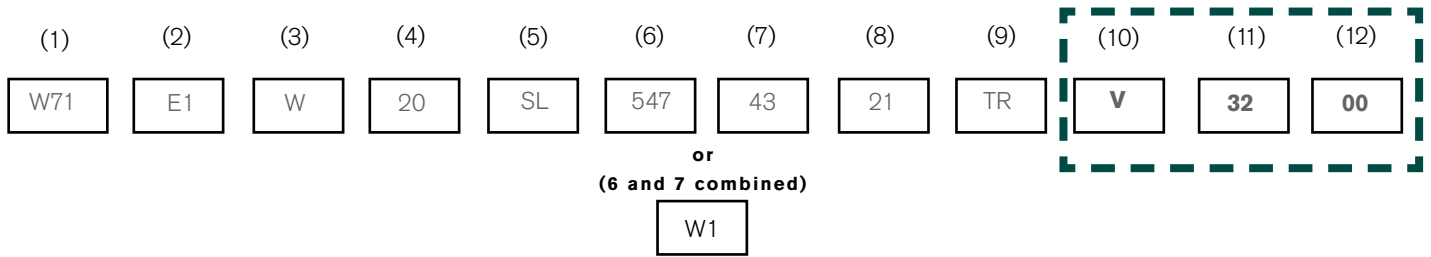 (1) (2) (3) (4) (5) (6) (7) (8) (9) (10) (11) (12)
W71 E1 W 20 SL 547 43 21 TR V 32 00
or
(6 and 7 combined)
W1